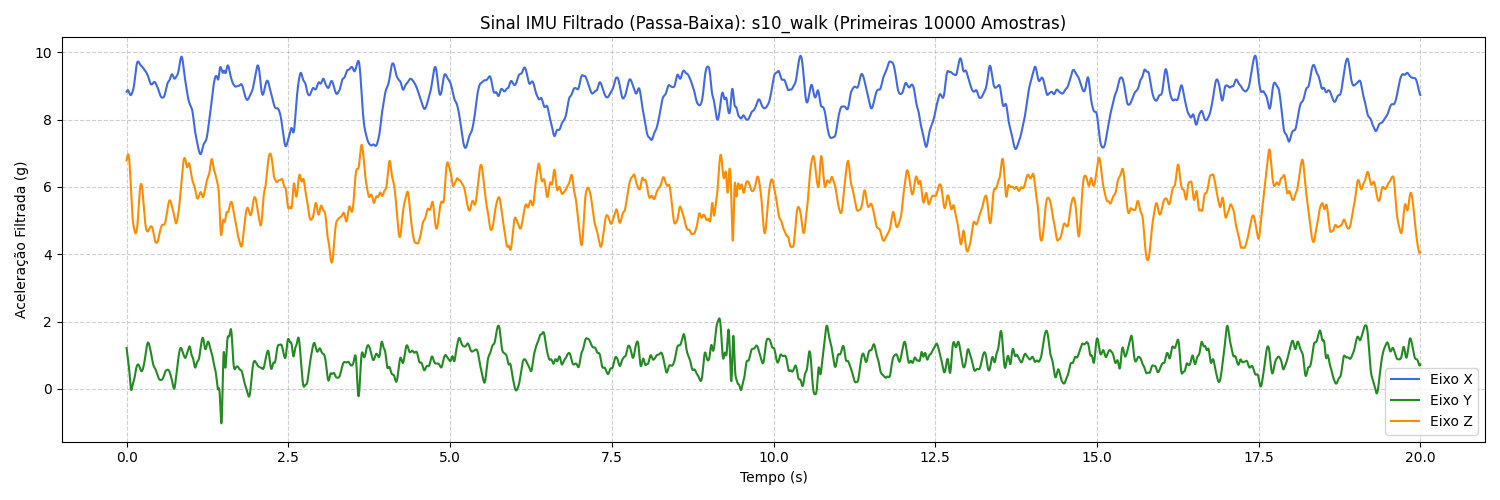 Sinal IMU Filtrado (Passa-Baixa): s10_walk (Primeiras 10000 Amostras)
Aceleração Filtrada (g)
10
8
6
4
2
0
0.0 2.5 5.0 7.5 10.0 12.5 15.0 17.5 20.0
Tempo (s)
Eixo X
Eixo Y
Eixo Z